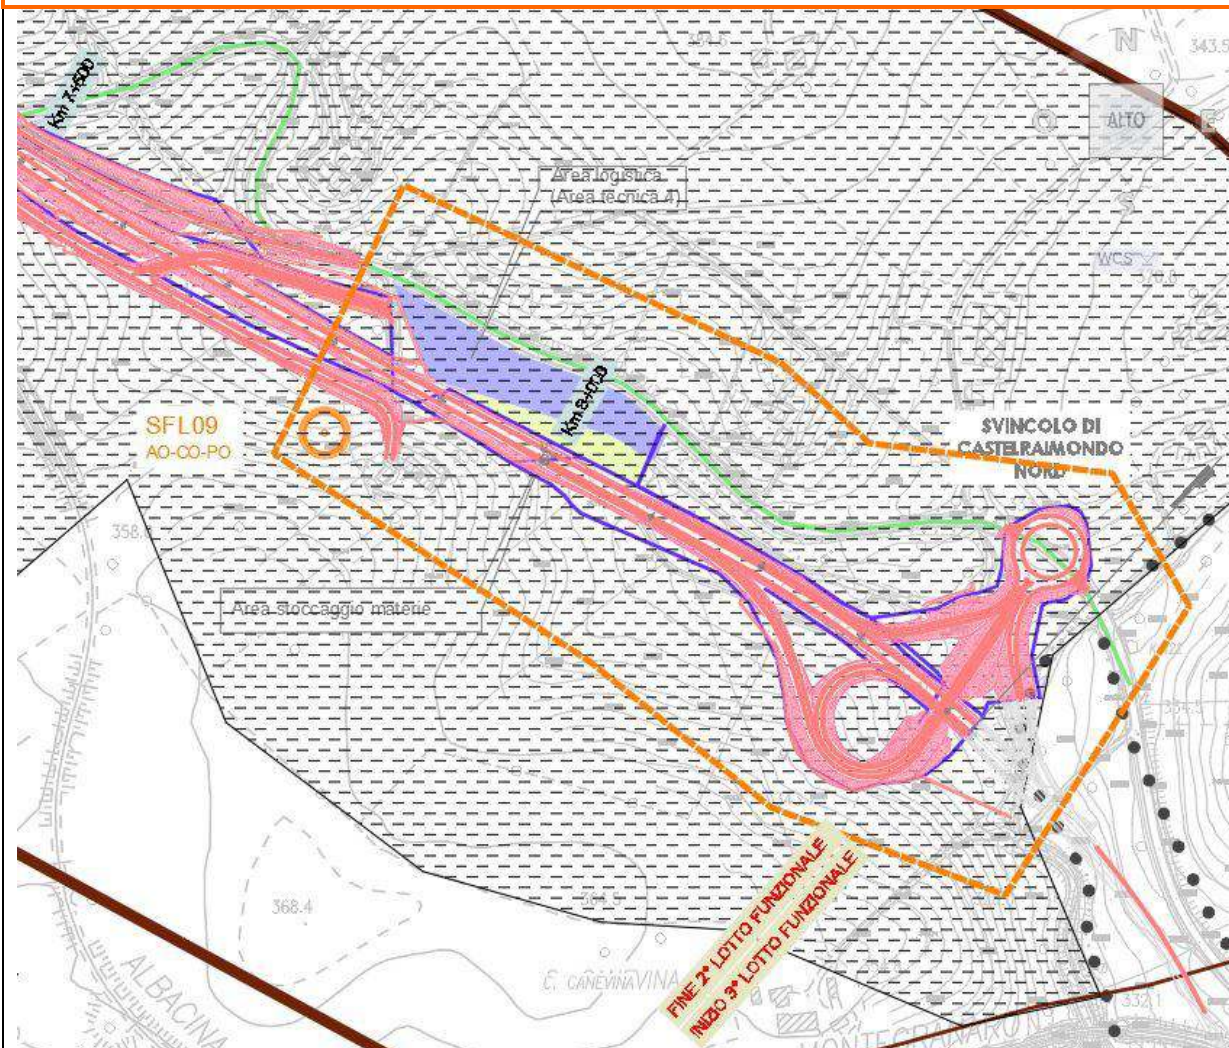 N
343.5
Km 7+500
ALTO
E
Area logistica
(Area tecnica 4)
S
WCS
Km 8+000
SFL09
AO-CO-PO
SVINCOLO DI
CASTELRAIMONDO
NORD
358.
Area stoccaggio materie
368.4
364.5
FINE 2° LOTTO FUNZIONALE
INIZIO 3° LOTTO FUNZIONALE
ALBACINA
332.1